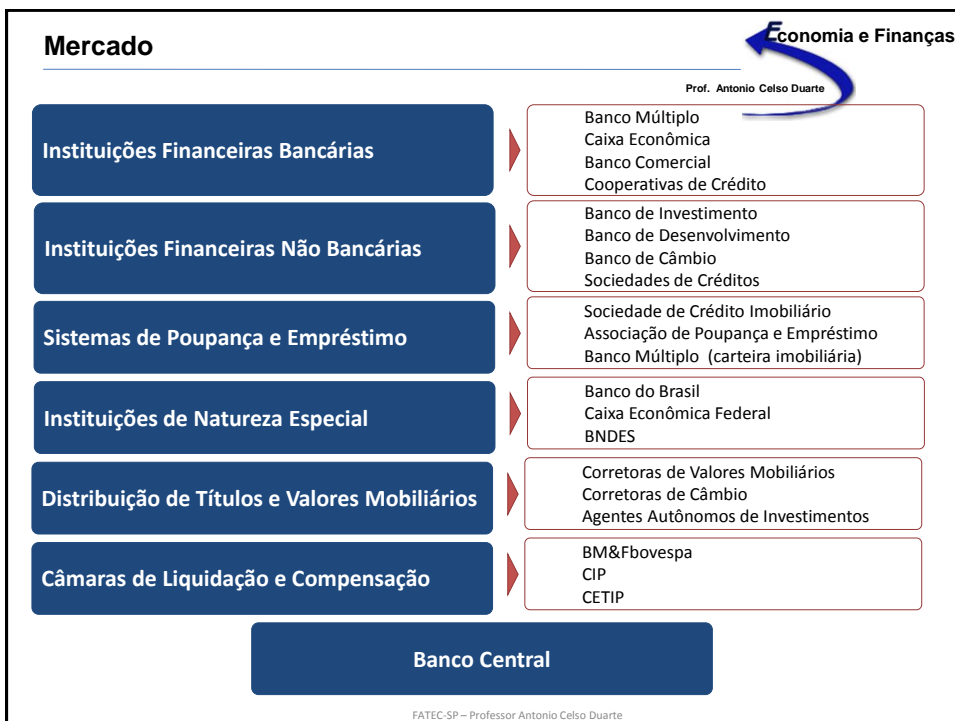 Mercado
Economia e Finanças
Prof. Antonio Celso Duarte
Instituições Financeiras Bancárias
Banco Múltiplo
Caixa Econômica
Banco Comercial
Cooperativas de Crédito
Instituições Financeiras Não Bancárias
Banco de Investimento
Banco de Desenvolvimento
Banco de Câmbio
Sociedades de Créditos
Sistemas de Poupança e Empréstimo
Sociedade de Crédito Imobiliário
Associação de Poupança e Empréstimo
Banco Múltiplo (carteira imobiliária)
Instituições de Natureza Especial
Banco do Brasil
Caixa Econômica Federal
BNDES
Distribuição de Títulos e Valores Mobiliários
Corretoras de Valores Mobiliários
Corretoras de Câmbio
Agentes Autônomos de Investimentos
Câmaras de Liquidação e Compensação
BM&Fbovespa
CIP
CETIP
Banco Central
FATEC-SP – Professor Antonio Celso Duarte